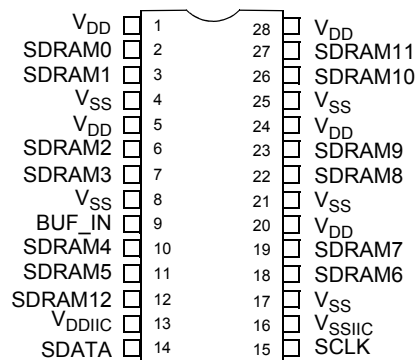 VDD 1 28 VDD
SDRAM0 2 27 SDRAM11
SDRAM1 3 26 SDRAM10
VSS 4 25 VSS
VDD 5 24 VDD
SDRAM2 6 23 SDRAM9
SDRAM3 7 22 SDRAM8
VSS 8 21 VSS
BUF_IN 9 20 VDD
SDRAM4 10 19 SDRAM7
SDRAM5 11 18 SDRAM6
SDRAM12 12 17 VSS
VDDIIC 13 16 VSSIIC
SDATA 14 15 SCLK